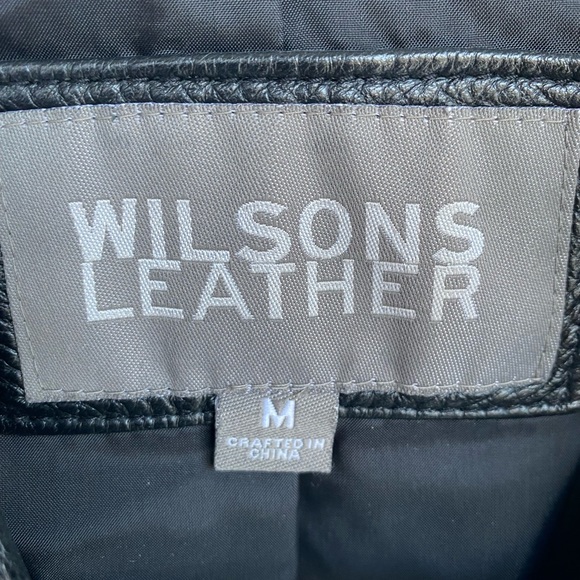 WILSONS
LEATHER
M
CRAFTED IN
CHINA